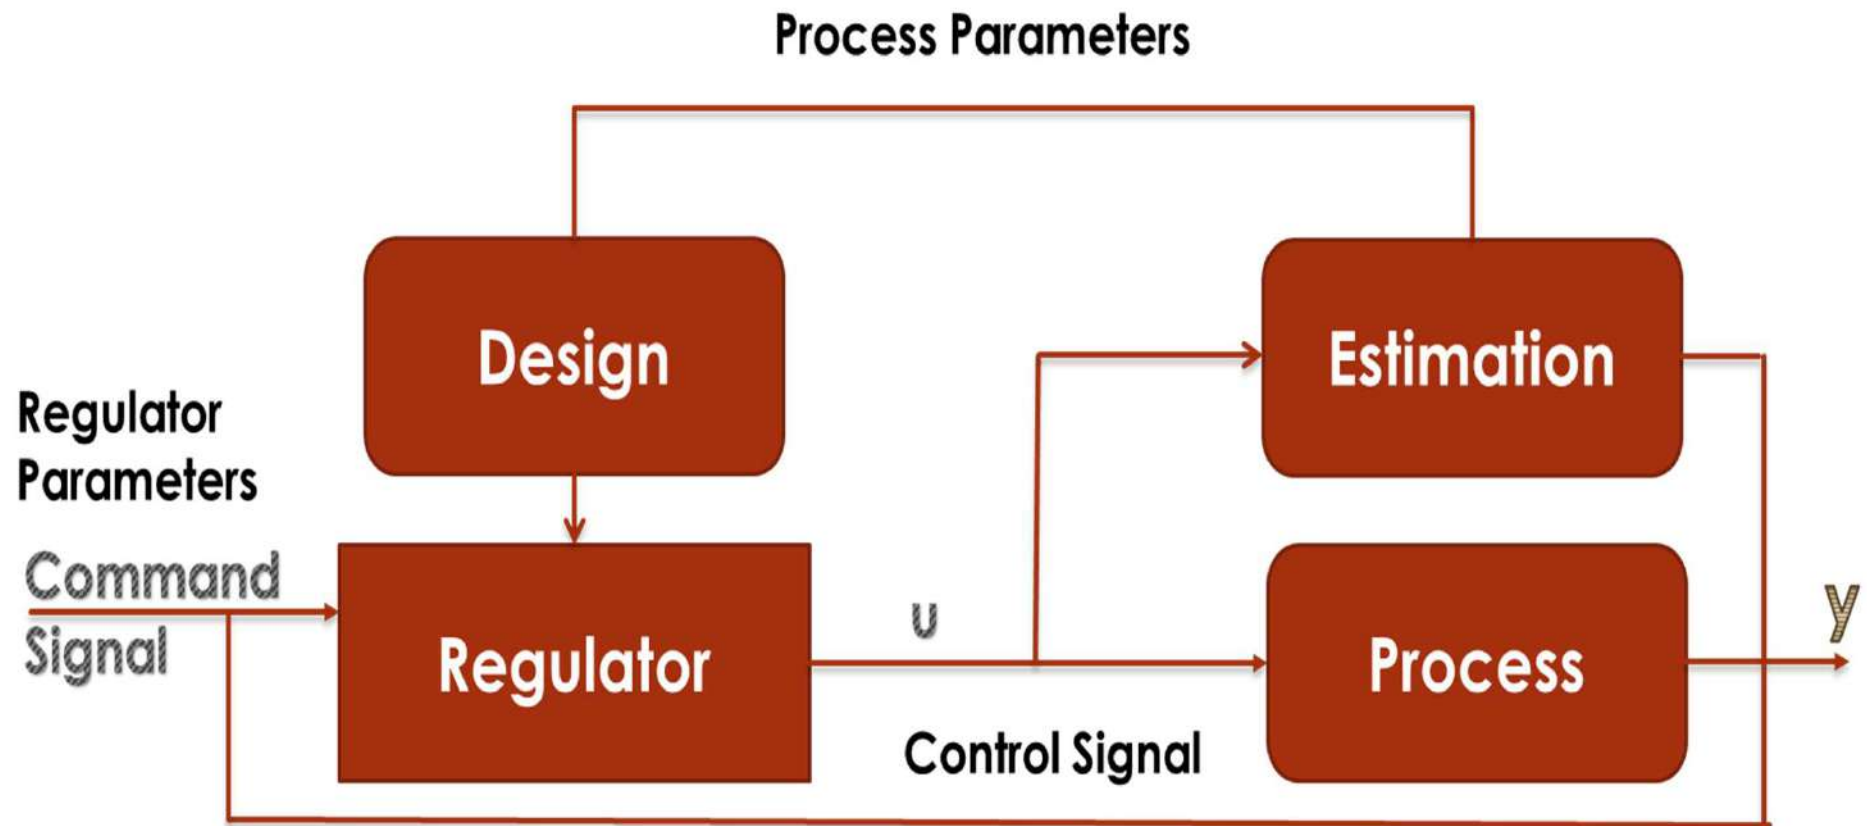 Process Parameters
Design
Estimation
Regulator
Parameters
Command
Signal
Regulator
u
Process
y
Control Signal